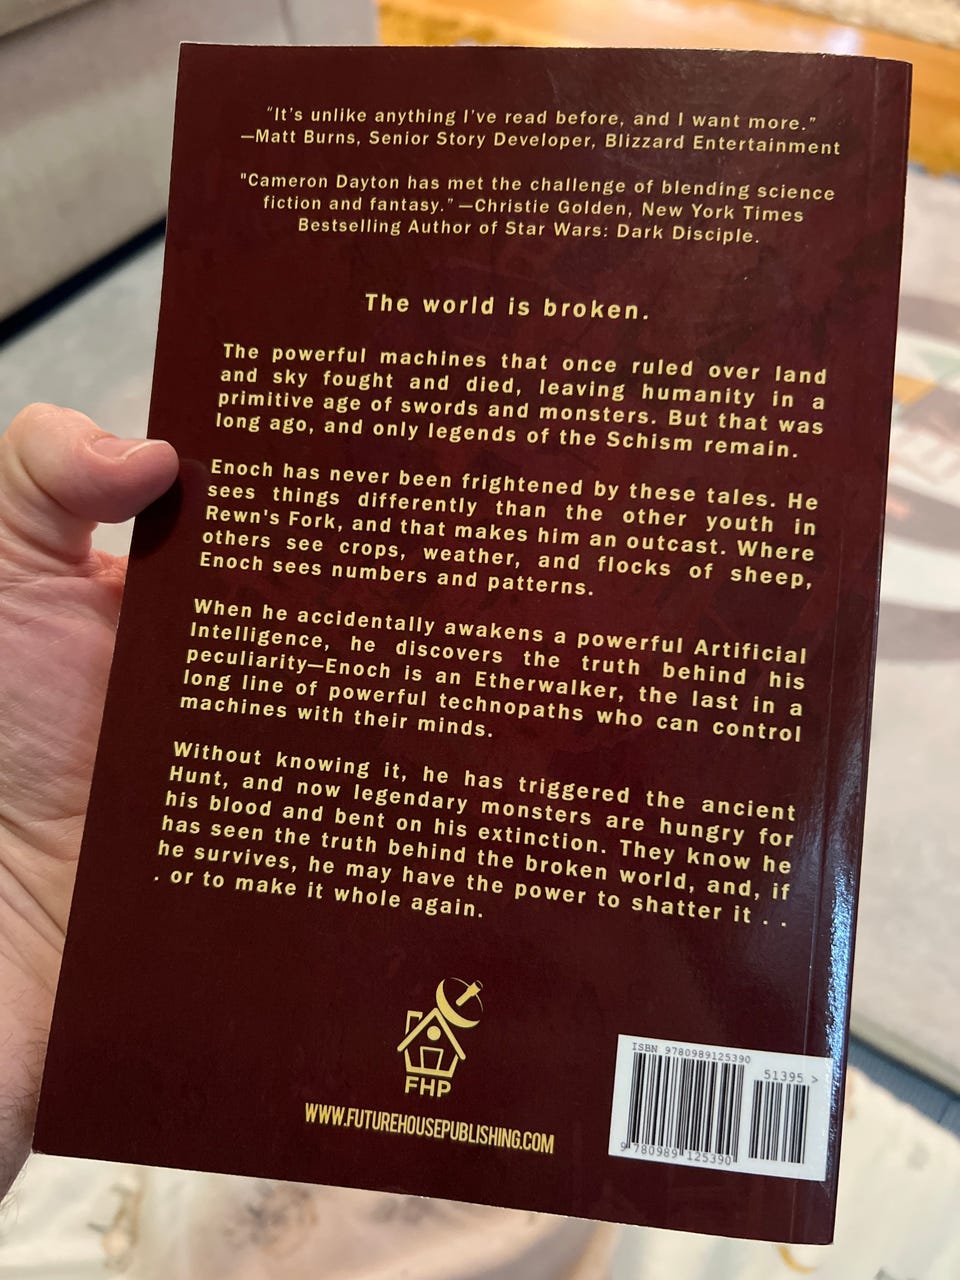 "It's unlike anything I've read before, and I want more."
—Matt Burns, Senior Story Developer, Blizzard Entertainment
"Cameron Dayton has met the challenge of blending science
fiction and fantasy." —Christie Golden, New York Times
Bestselling Author of Star Wars: Dark Disciple.
The world is broken.
The powerful machines that once ruled over land
and sky fought and died, leaving humanity in a
primitive age of swords and monsters. But that was
long ago, and only legends of the Schism remain.
Enoch has never been frightened by these tales. He
sees things differently than the other youth in
Rewn's Fork, and that makes him an outcast. Where
others see crops, weather, and flocks of sheep,
Enoch sees numbers and patterns.
When he accidentally awakens a powerful Artificial
Intelligence, he discovers the truth behind his
peculiarity—Enoch is an Etherwalker, the last in a
long line of powerful technopaths who can control
machines with their minds.
Without knowing it, he has triggered the ancient
Hunt, and now legendary monsters are hungry for
his blood and bent on his extinction. They know he
has seen the truth behind the broken world, and, if
he survives, he may have the power to shatter it . .
. or to make it whole again.
FHP
WWW.FUTUREHOUSEPUBLISHING.COM
ISBN 9780989125390
51395 >
9 780989 125390